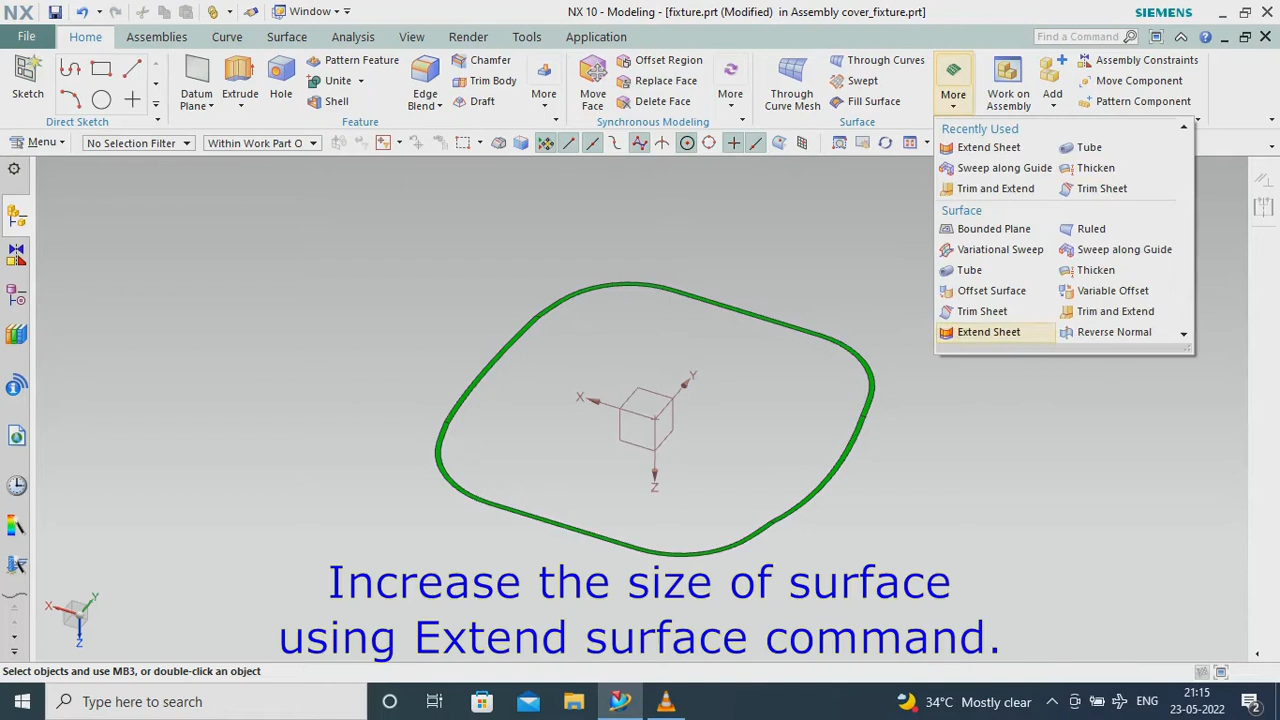 NX
Window
NX 10 - Modeling - [fixture.prt (Modified) in Assembly cover_fixture.prt]
SIEMENS
File
Home
Assemblies
Curve
Surface
Analysis
View
Render
Tools
Application
Find a Command
Sketch
Direct Sketch
Datum Plane
Extrude
Hole
Pattern Feature
Unite
Shell
Edge Blend
Chamfer
Trim Body
Draft
More
Feature
Move Face
Offset Region
Replace Face
Delete Face
More
Synchronous Modeling
Through Curve Mesh
Through Curves
Swept
Fill Surface
Surface
More
Work on Assembly
Add
Assembly Constraints
Move Component
Pattern Component
Menu
No Selection Filter
Within Work Part O
Recently Used
Extend Sheet
Tube
Sweep along Guide
Thicken
Trim and Extend
Trim Sheet
Surface
Bounded Plane
Ruled
Variational Sweep
Sweep along Guide
Tube
Thicken
Offset Surface
Variable Offset
Trim Sheet
Trim and Extend
Extend Sheet
Reverse Normal
Y
X
Z
Increase the size of surface
using Extend surface command.
X
Y
Z
Select objects and use MB3, or double-click an object
Type here to search
34°C Mostly clear
ENG
21:15
23-05-2022
2